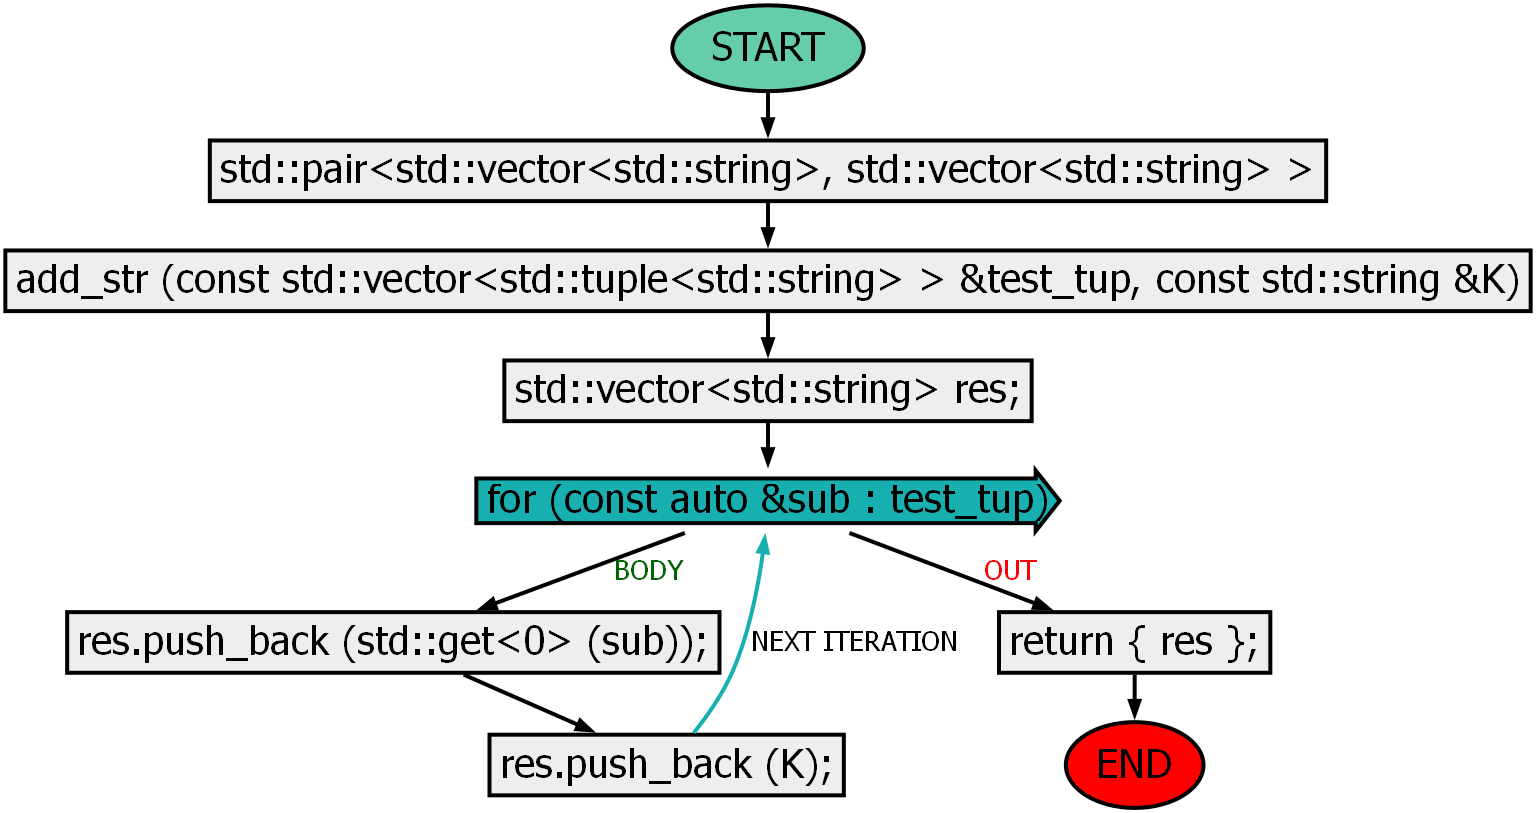 START
std::pair<std::vector<std::string>, std::vector<std::string> >
add_str (const std::vector<std::tuple<std::string> > &test_tup, const std::string &K)
std::vector<std::string> res;
for (const auto &sub : test_tup)
BODY
OUT
res.push_back (std::get<0> (sub));
NEXT ITERATION
return { res };
res.push_back (K);
END